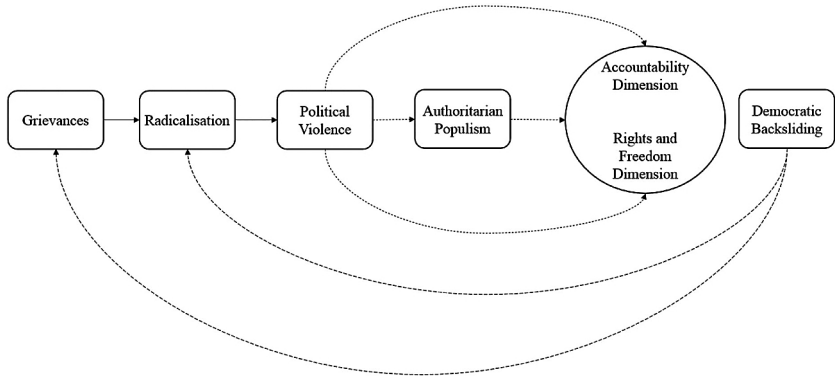 Grievances
Radicalisation
Political
Violence
Authoritarian
Populism
Accountability
Dimension
Rights and
Freedom
Dimension
Democratic
Backsliding